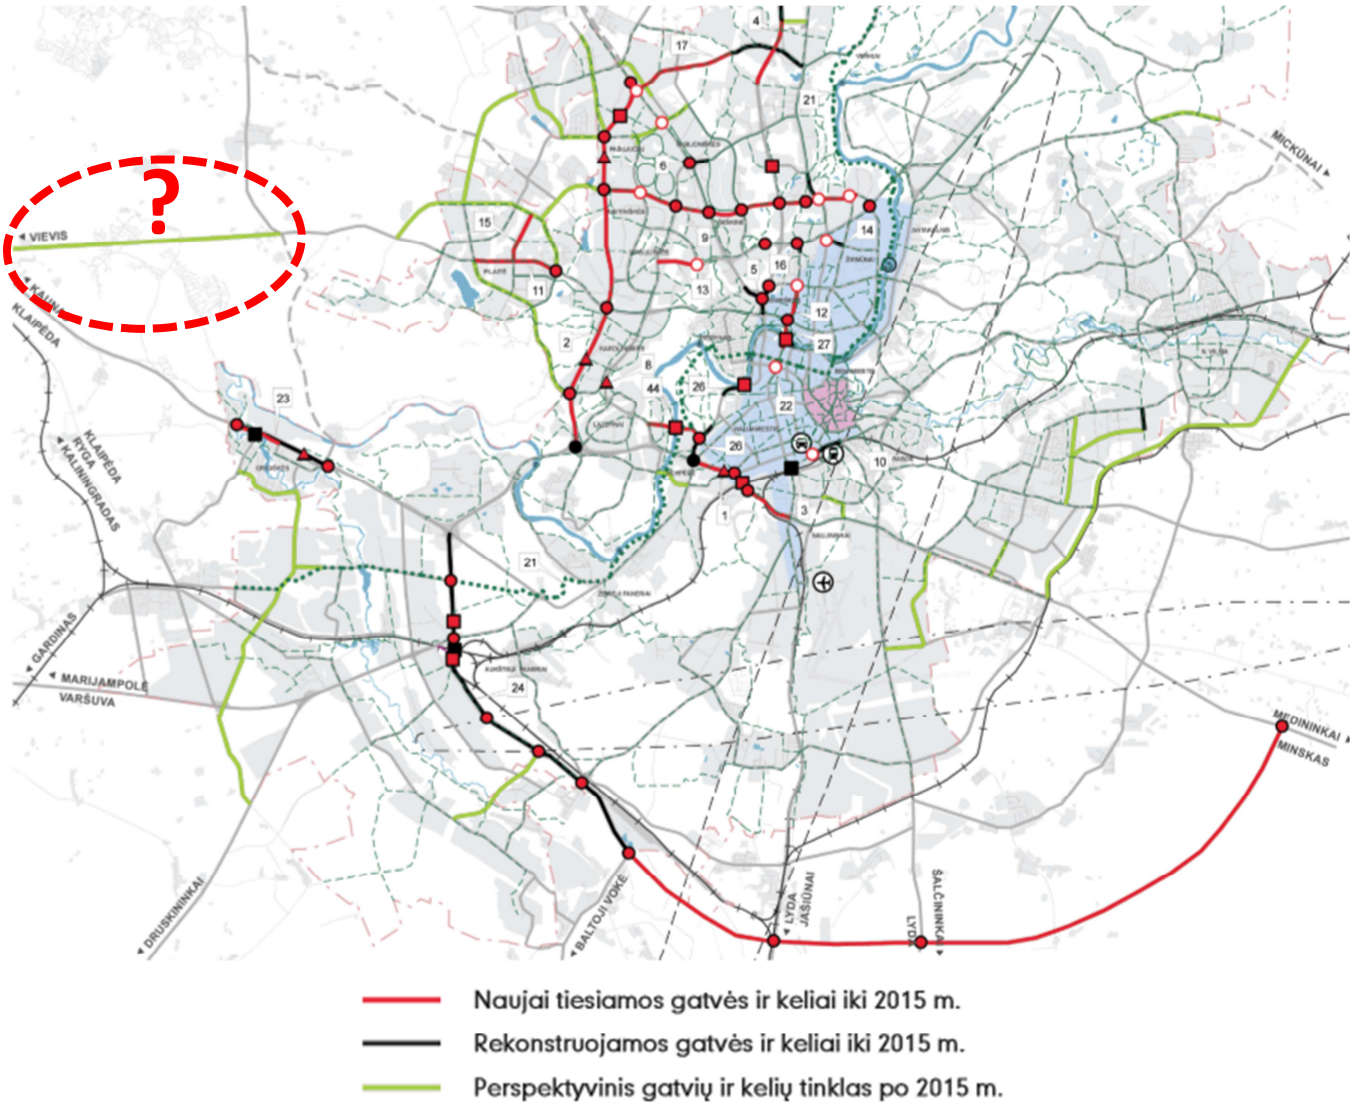 4
17
MICKŪNAI
21
6
?
15
14
VIEVIS
9
5
16
PILAITĖ
11
13
KAUNAS
KLAIPĖDA
12
2
27
8
44
26
23
22
26
KLAIPĖDA
RYGA
KALININGRADAS
10
1
3
21
GARDINAS
24
MARIJAMPOLĖ
VARŠUVA
MEDININKAI
MINSKAS
DRUSKININKAI
BALTOJI VOKĖ
LYDA
JAŠIŪNAI
ŠALČININKAI
LYDA
Naujai tiesiamos gatvės ir keliai iki 2015 m.
Rekonstruojamos gatvės ir keliai iki 2015 m.
Perspektyvinis gatvių ir kelių tinklas po 2015 m.